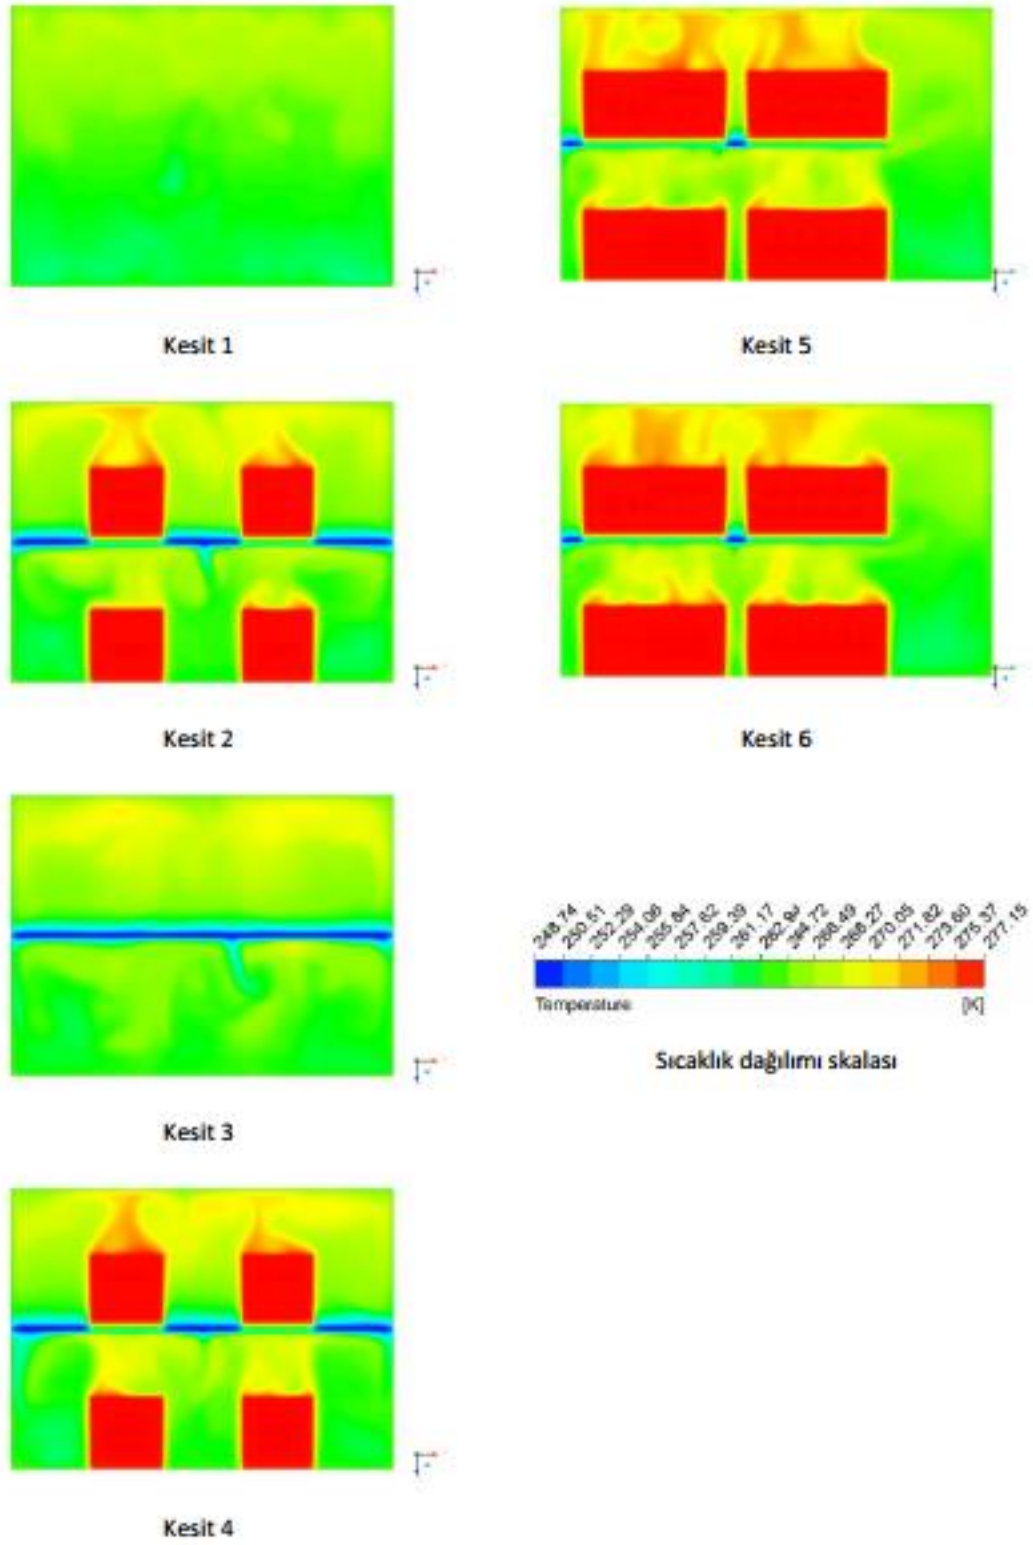 Kesit 1
Kesit 5
Kesit 2
Kesit 6
Kesit 3
248.74 250.51 252.29 254.06 255.84 257.62 259.39 261.17 262.94 264.72 266.49 268.27 270.05 271.82 273.60 275.37 277.15
Temperature [K]
Sıcaklık dağılımı skalası
Kesit 4